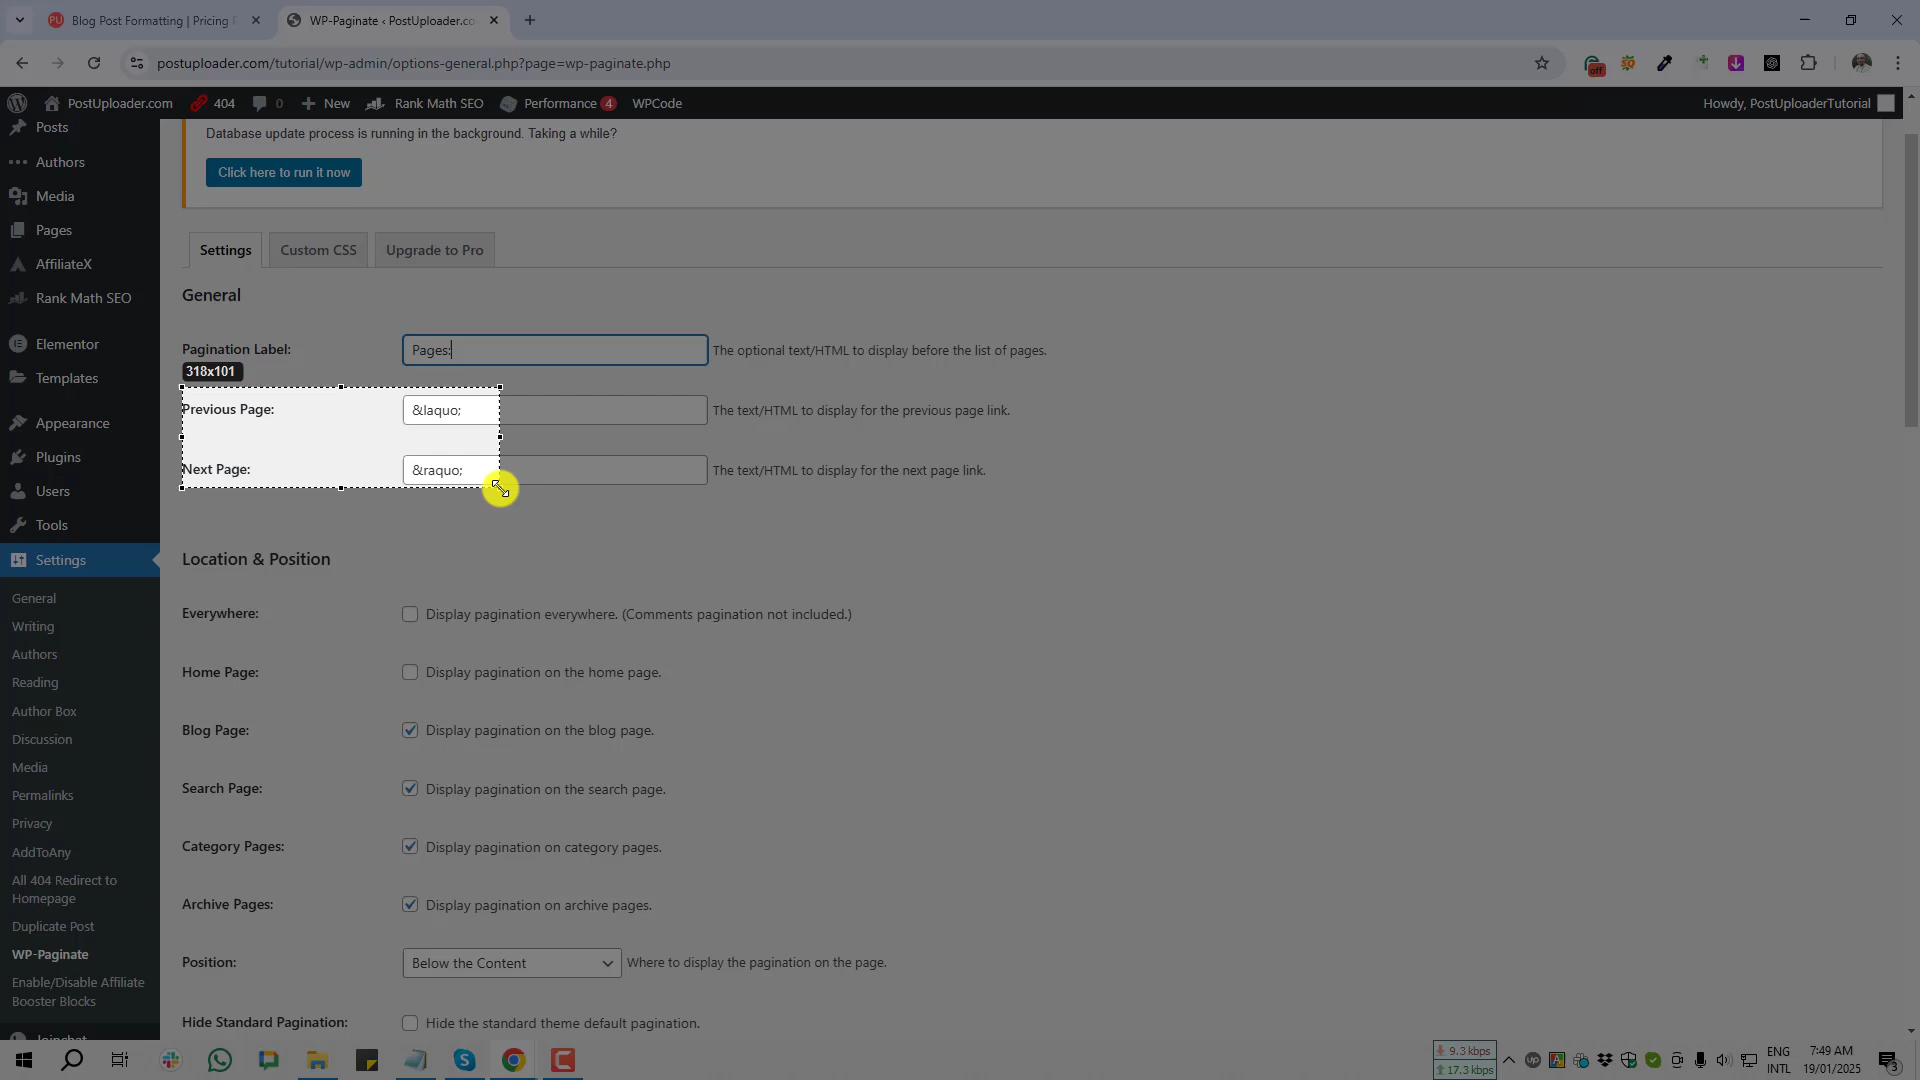 Blog Post Formatting | Pricing P
WP-Paginate ‹ PostUploader.co
postuploader.com/tutorial/wp-admin/options-general.php?page=wp-paginate.php
off
PostUploader.com
404
0
New
Rank Math SEO
Performance 4
WPCode
Howdy, PostUploaderTutorial
Posts
Authors
Media
Pages
AffiliateX
Rank Math SEO
Elementor
Templates
Appearance
Plugins
Users
Tools
Settings
General
Writing
Authors
Reading
Author Box
Discussion
Media
Permalinks
Privacy
AddToAny
All 404 Redirect to
Homepage
Duplicate Post
WP-Paginate
Enable/Disable Affiliate
Booster Blocks
Joinchat
Database update process is running in the background. Taking a while?
Click here to run it now
Settings
Custom CSS
Upgrade to Pro
General
Pagination Label:
Pages:
The optional text/HTML to display before the list of pages.
318x101
Previous Page:
&laquo;
The text/HTML to display for the previous page link.
Next Page:
&raquo;
The text/HTML to display for the next page link.
Location & Position
Everywhere:
Display pagination everywhere. (Comments pagination not included.)
Home Page:
Display pagination on the home page.
Blog Page:
Display pagination on the blog page.
Search Page:
Display pagination on the search page.
Category Pages:
Display pagination on category pages.
Archive Pages:
Display pagination on archive pages.
Position:
Below the Content
Where to display the pagination on the page.
Hide Standard Pagination:
Hide the standard theme default pagination.
9.3 kbps
17.3 kbps
ENG
INTL
7:49 AM
19/01/2025
3